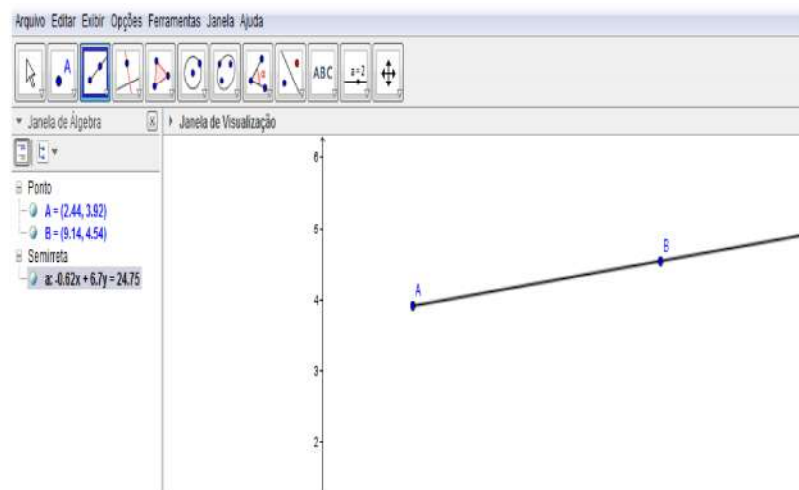 Arquivo Editar Exibir Opções Ferramentas Janela Ajuda
A
α
ABC
a=2
Janela de Álgebra
Janela de Visualização
Ponto
A = (2.44, 3.92)
B = (9.14, 4.54)
Semirreta
a: -0.62x + 6.7y = 24.75
6
5
B
A
4
3
2